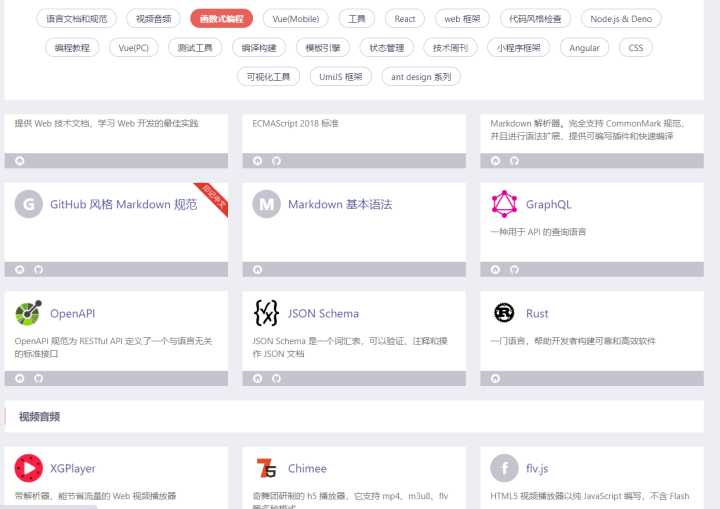 语言文档和规范 视频音频 函数式编程 Vue(Mobile) 工具 React web 框架 代码风格检查 Node.js & Deno
编程教程 Vue(PC) 测试工具 编译构建 模板引擎 状态管理 技术周刊 小程序框架 Angular CSS
可视化工具 UmiJS 框架 ant design 系列
提供 Web 技术文档，学习 Web 开发的最佳实践
ECMAScript 2018 标准
Markdown 解析器。完全支持 CommonMark 规范，
并且进行语法扩展，提供可编写插件和快速编译
G GitHub 风格 Markdown 规范
印记中文
M Markdown 基本语法
GraphQL
一种用于 API 的查询语言
OpenAPI
OpenAPI 规范为 RESTful API 定义了一个与语言无关
的标准接口
JSON Schema
JSON Schema 是一个词汇表，可以验证、注释和操
作 JSON 文档
Rust
一门语言，帮助开发者构建可靠和高效软件
视频音频
XGPlayer
带解析器、能节省流量的 Web 视频播放器
Chimee
奇舞团研制的 h5 播放器，它支持 mp4、m3u8、flv
f flv.js
HTML5 视频播放器以纯 JavaScript 编写，不含 Flash